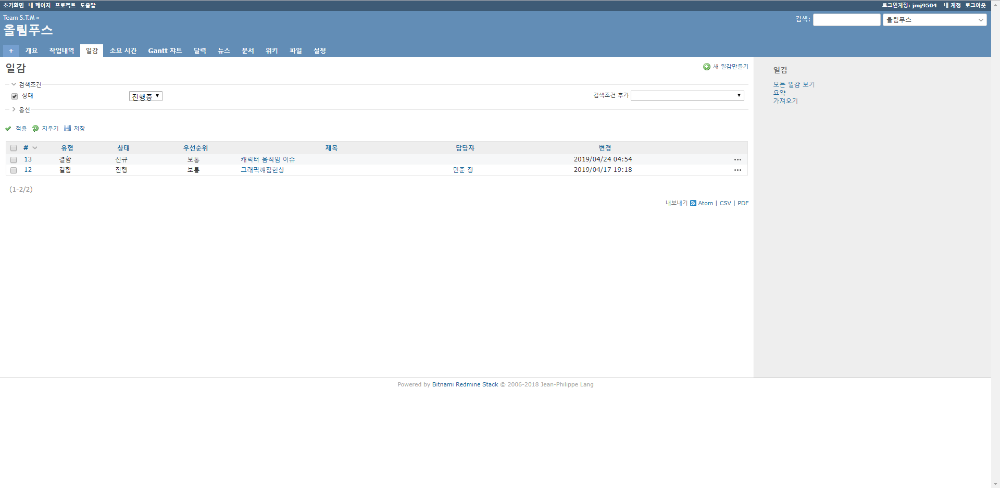 초기화면 내 페이지 프로젝트 도움말 로그인계정: jmj9504 내 계정 로그아웃
Team S.T.M »
올림푸스
검색: 올림푸스
+ 개요 작업내역 일감 소요 시간 Gantt 챠트 달력 뉴스 문서 위키 파일 설정
일감
새 일감만들기
검색조건
상태 진행중 검색조건 추가
옵션
적용 지우기 저장
# 유형 상태 우선순위 제목 담당자 변경
13 결함 신규 보통 캐릭터 움직임 이슈 2019/04/24 04:54 •••
12 결함 진행 보통 그래픽깨짐현상 민준 장 2019/04/17 19:18 •••
(1-2/2)
내보내기 Atom | CSV | PDF
일감
모든 일감 보기
요약
가져오기
Powered by Bitnami Redmine Stack © 2006-2018 Jean-Philippe Lang